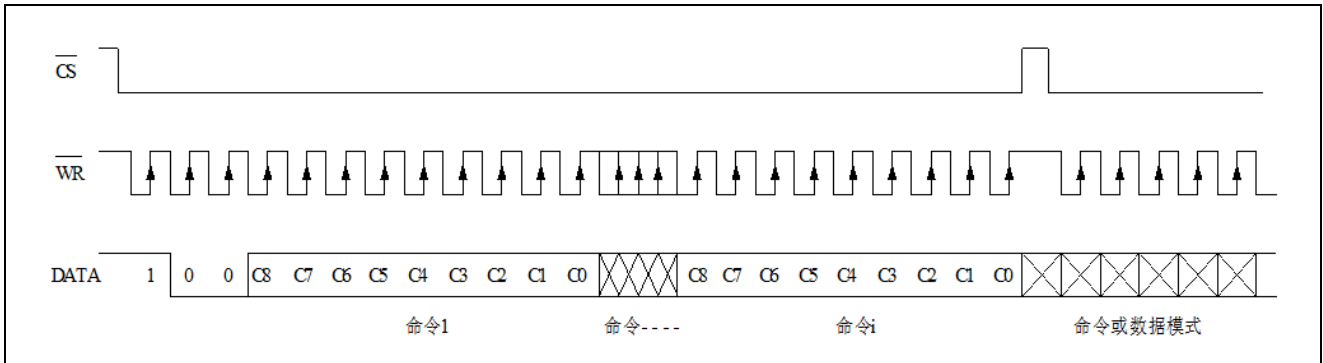 CS
WR
DATA 1 0 0 C8 C7 C6 C5 C4 C3 C2 C1 C0 C8 C7 C6 C5 C4 C3 C2 C1 C0
命令1 命令---- 命令i 命令或数据模式